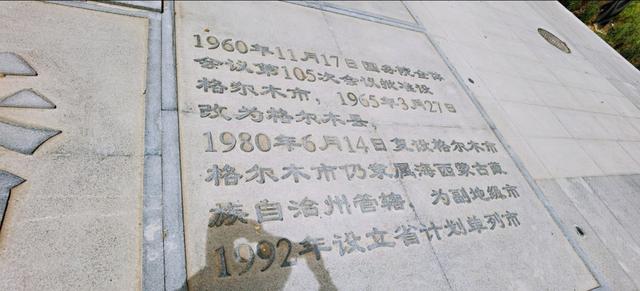 1960年11月17日国务院全体
会议第105次会议批准设
格尔木市，1965年3月27日
改为格尔木县，
1980年6月14日复设格尔木市
格尔木市仍隶属海西蒙古藏
族自治州管辖，为副地级市
1992年设立省计划单列市